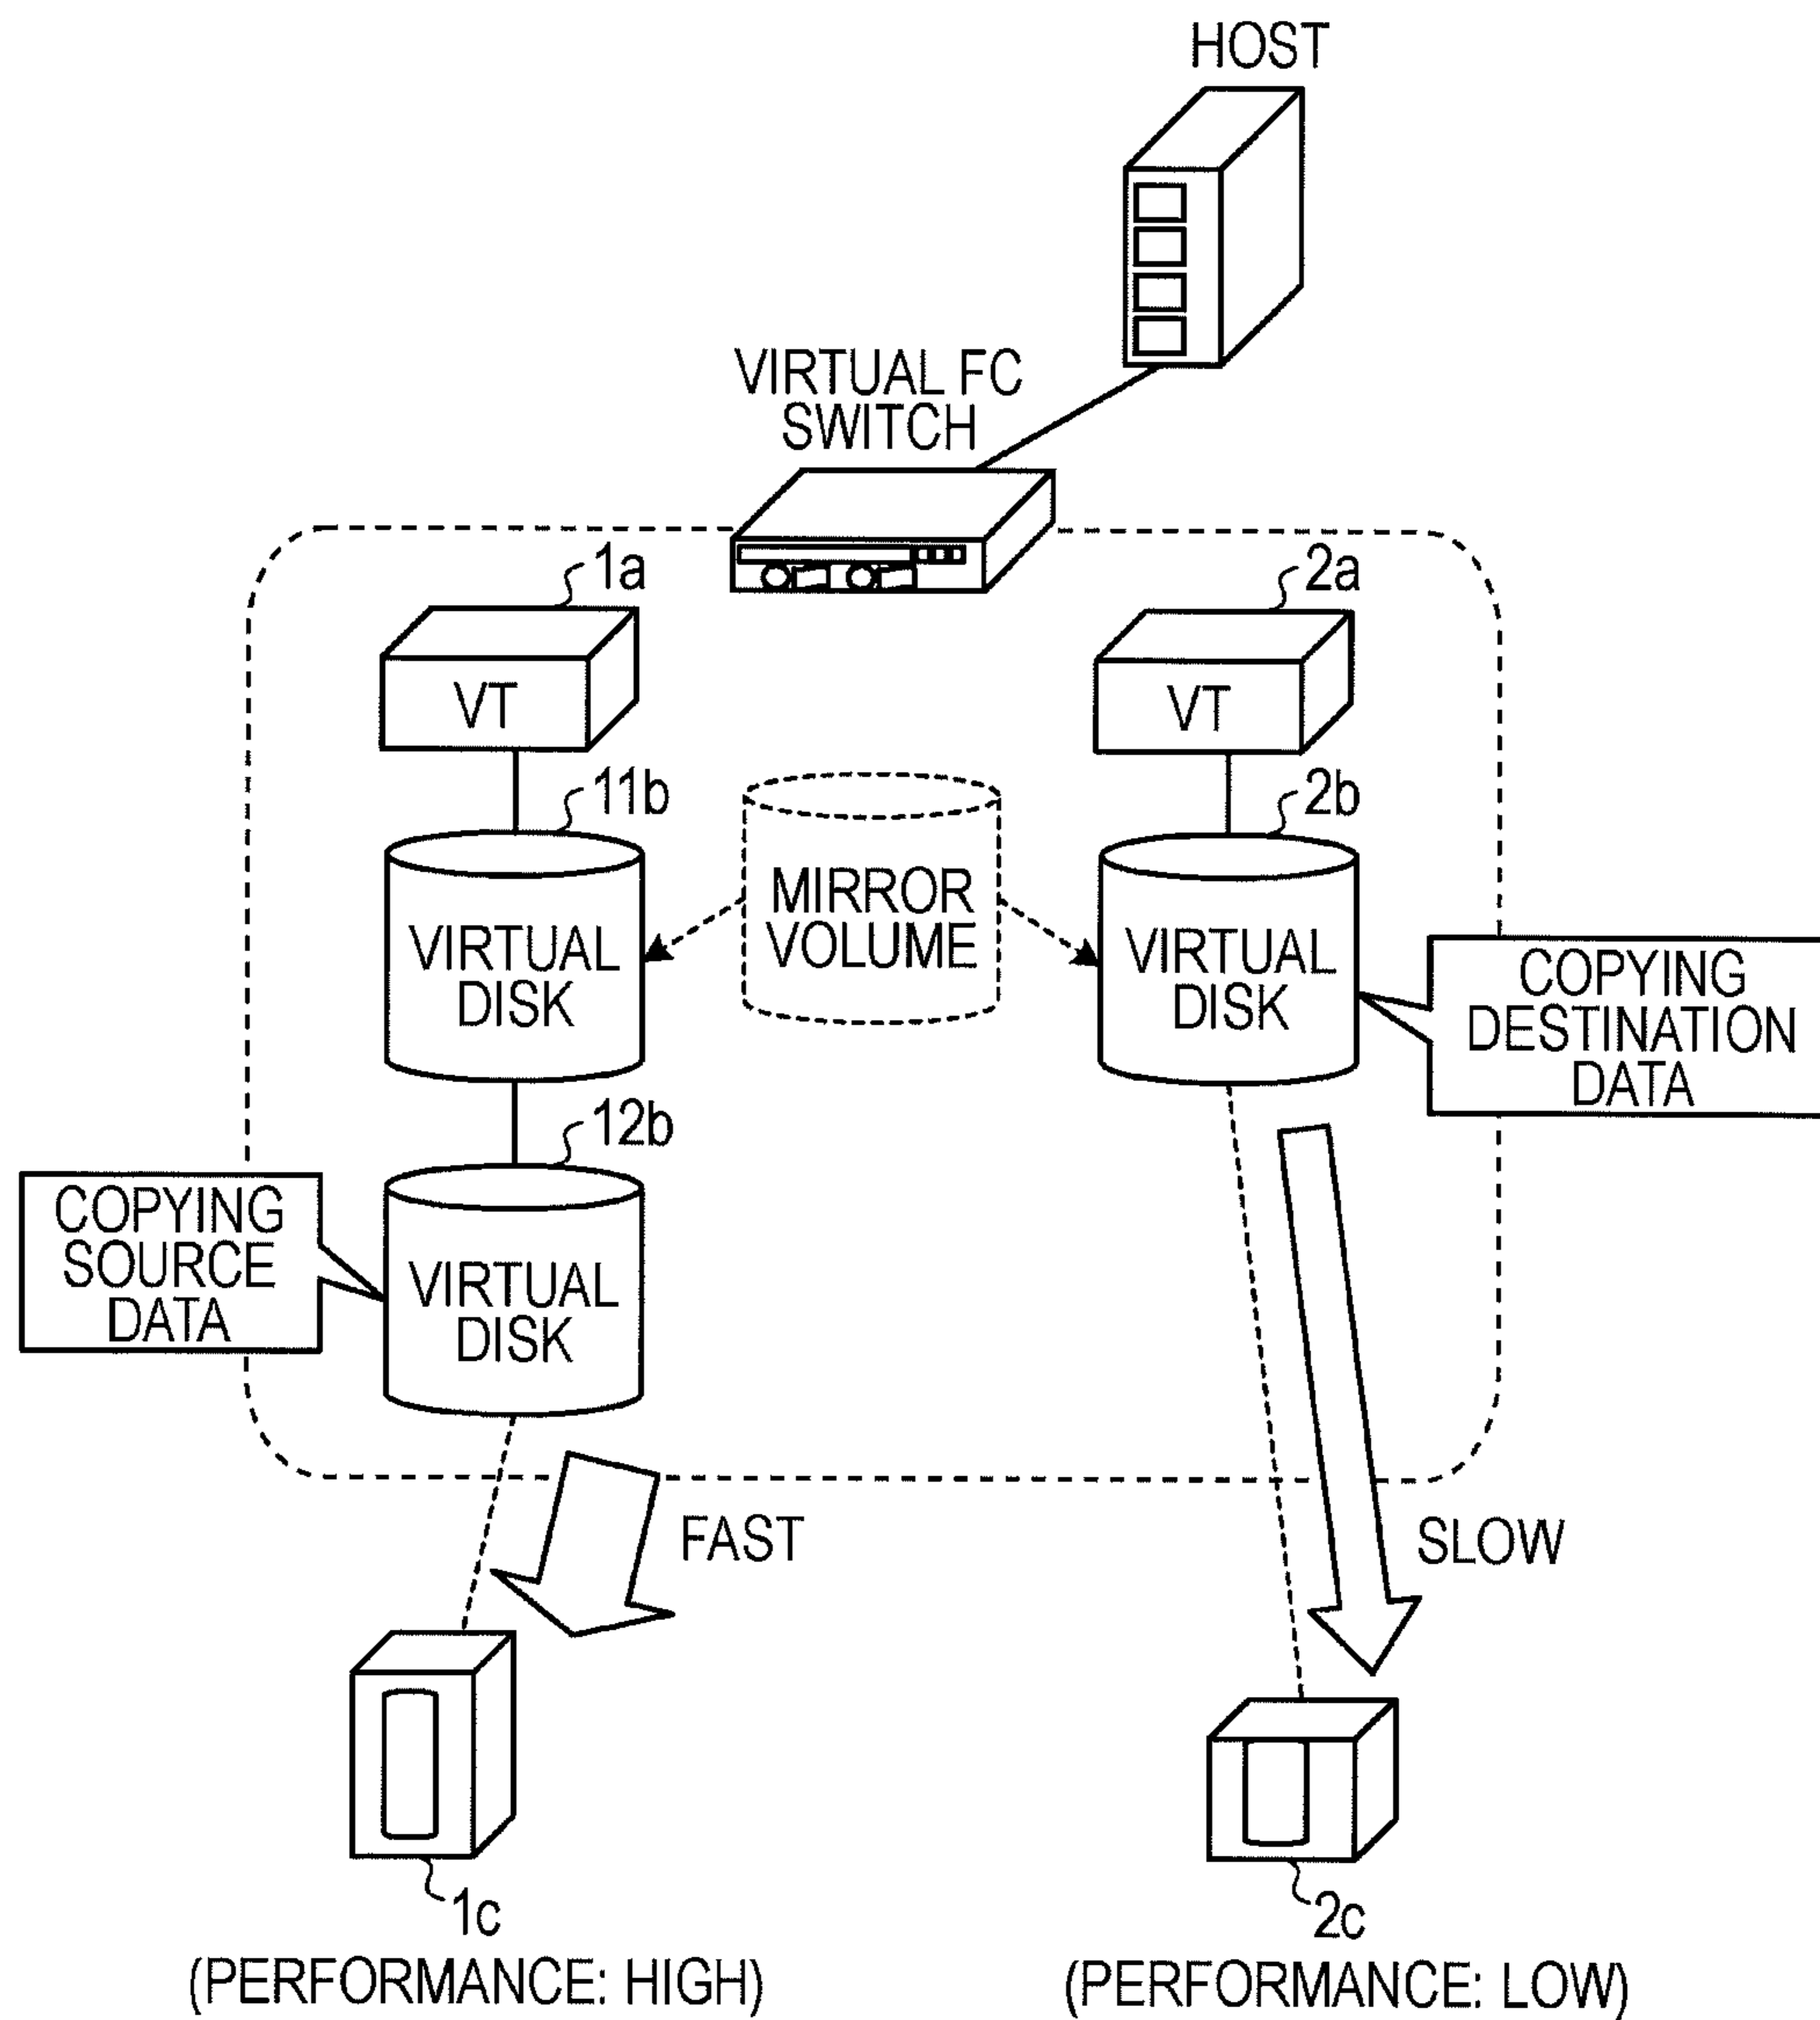 HOST
VIRTUAL FC
SWITCH
1a
2a
VT
VT
11b
2b
MIRROR
VOLUME
VIRTUAL
DISK
VIRTUAL
DISK
COPYING
DESTINATION
DATA
12b
COPYING
SOURCE
DATA
VIRTUAL
DISK
FAST
SLOW
1c
2c
(PERFORMANCE: HIGH)
(PERFORMANCE: LOW)